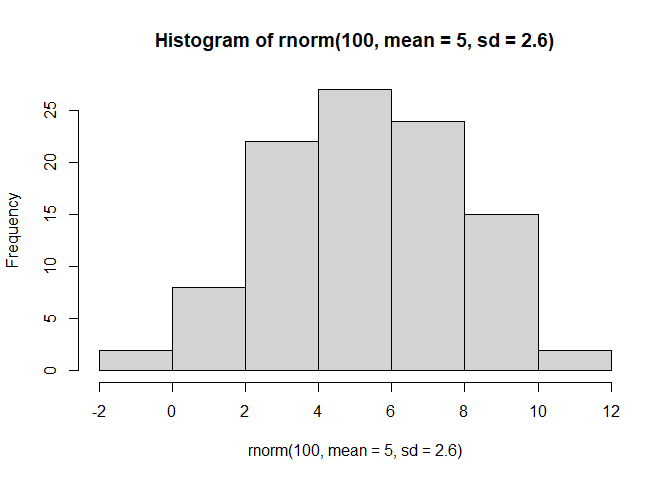 Histogram of rnorm(100, mean = 5, sd = 2.6)
25
20
15
10
5
0
Frequency
-2 0 2 4 6 8 10 12
rnorm(100, mean = 5, sd = 2.6)